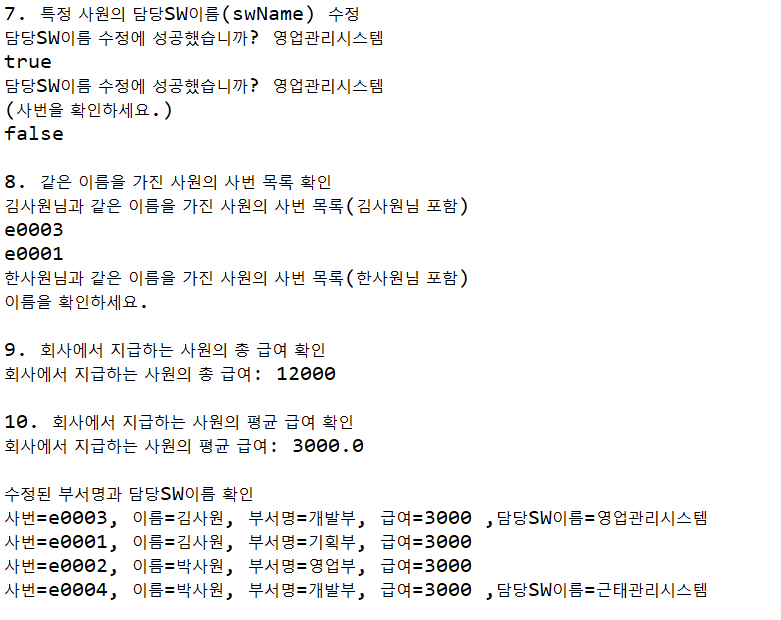 7. 특정 사원의 담당SW이름(swName) 수정
담당SW이름 수정에 성공했습니까? 영업관리시스템
true
담당SW이름 수정에 성공했습니까? 영업관리시스템
(사번을 확인하세요.)
false
8. 같은 이름을 가진 사원의 사번 목록 확인
김사원님과 같은 이름을 가진 사원의 사번 목록(김사원님 포함)
e0003
e0001
한사원님과 같은 이름을 가진 사원의 사번 목록(한사원님 포함)
이름을 확인하세요.
9. 회사에서 지급하는 사원의 총 급여 확인
회사에서 지급하는 사원의 총 급여: 12000
10. 회사에서 지급하는 사원의 평균 급여 확인
회사에서 지급하는 사원의 평균 급여: 3000.0
수정된 부서명과 담당SW이름 확인
사번=e0003, 이름=김사원, 부서명=개발부, 급여=3000 ,담당SW이름=영업관리시스템
사번=e0001, 이름=김사원, 부서명=기획부, 급여=3000
사번=e0002, 이름=박사원, 부서명=영업부, 급여=3000
사번=e0004, 이름=박사원, 부서명=개발부, 급여=3000 ,담당SW이름=근태관리시스템